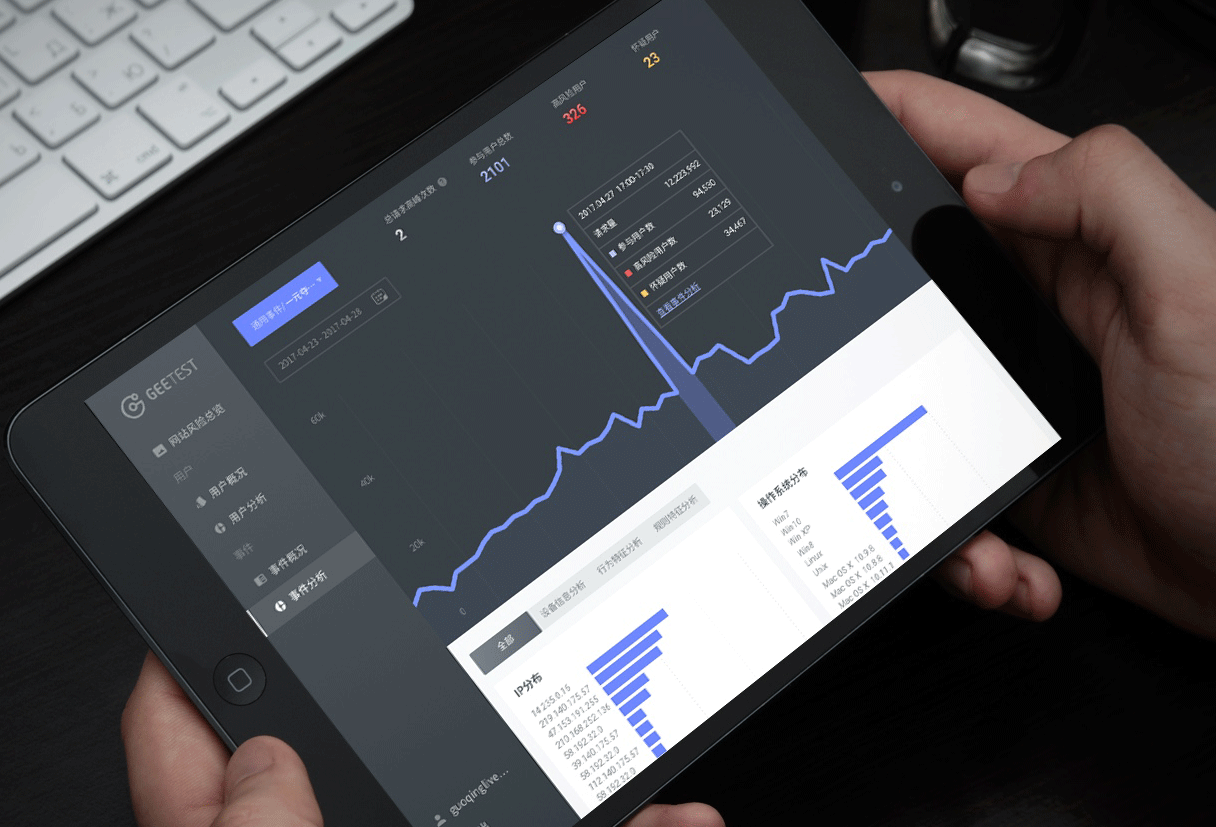 怀疑用户
23
高风险用户
326
参与用户总数
2101
总请求高峰次数
2
通用事件/一元夺···
2017-04-23 - 2017-04-28
GEETEST
网站风险总览
用户
用户概况
用户分析
事件
事件概况
事件分析
guoqinglive...
60k
40k
20k
0
2017.04.27 17:00-17:30
请求量 12,223,992
参与用户数 94,530
高风险用户数 23,129
怀疑用户数 34,467
查看事件分析
全部
设备信息分析
行为特征分析
规则特征分析
IP分布
14.235.0.16
219.140.175.57
47.153.191.255
210.168.252.136
58.192.32.0
39.140.175.57
58.192.32.0
112.140.175.57
58.192.32.0
操作系统分布
Win7
Win10
Win XP
Win8
Linux
Unix
Mac OS X 10.9.8
Mac OS X 10.8.8
Mac OS X 10.11.1
cmd